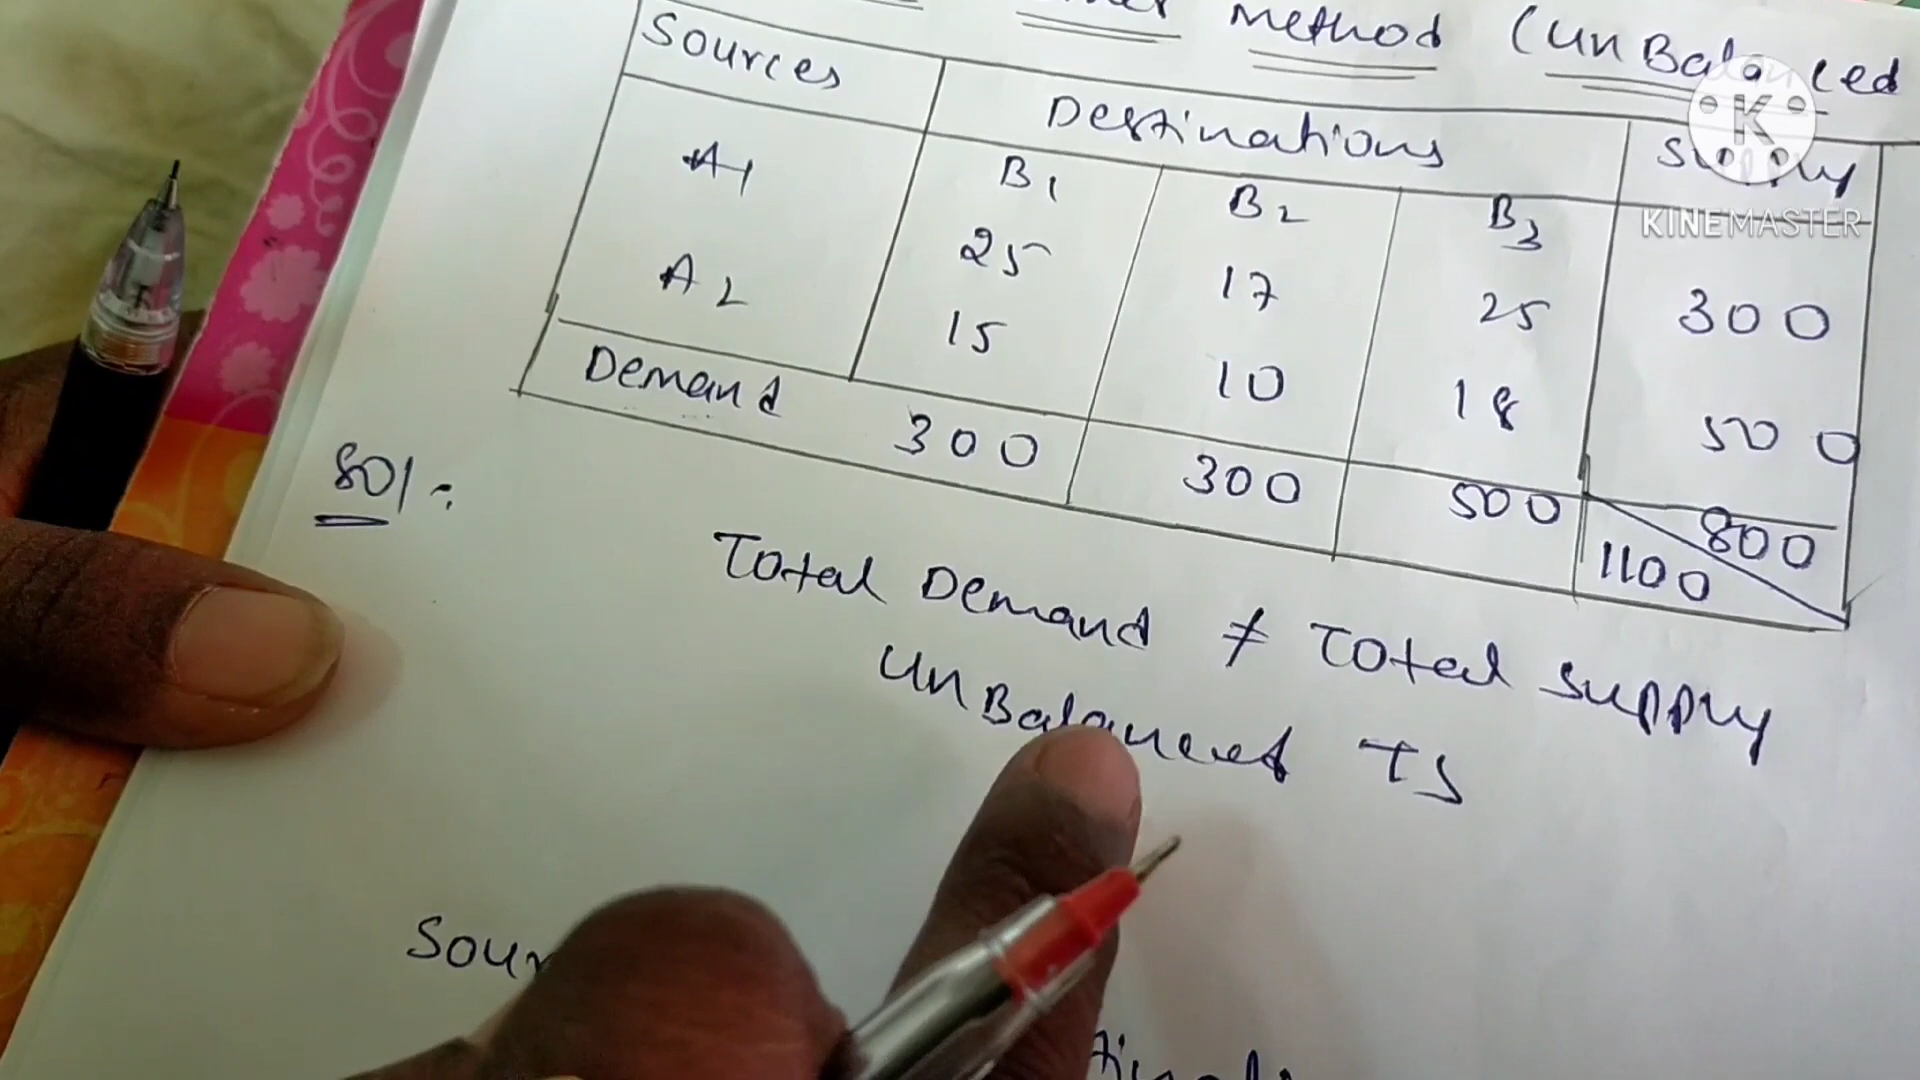 Method (UnBalanced
Sources Destinations Supply
A1 B1 B2 B3
25 17 25 300
A2 15 10 18 500
Demand 300 300 500 800
1100
Sol:
Total Demand ≠ Total Supply
UnBalanced TS
K
KINEMASTER